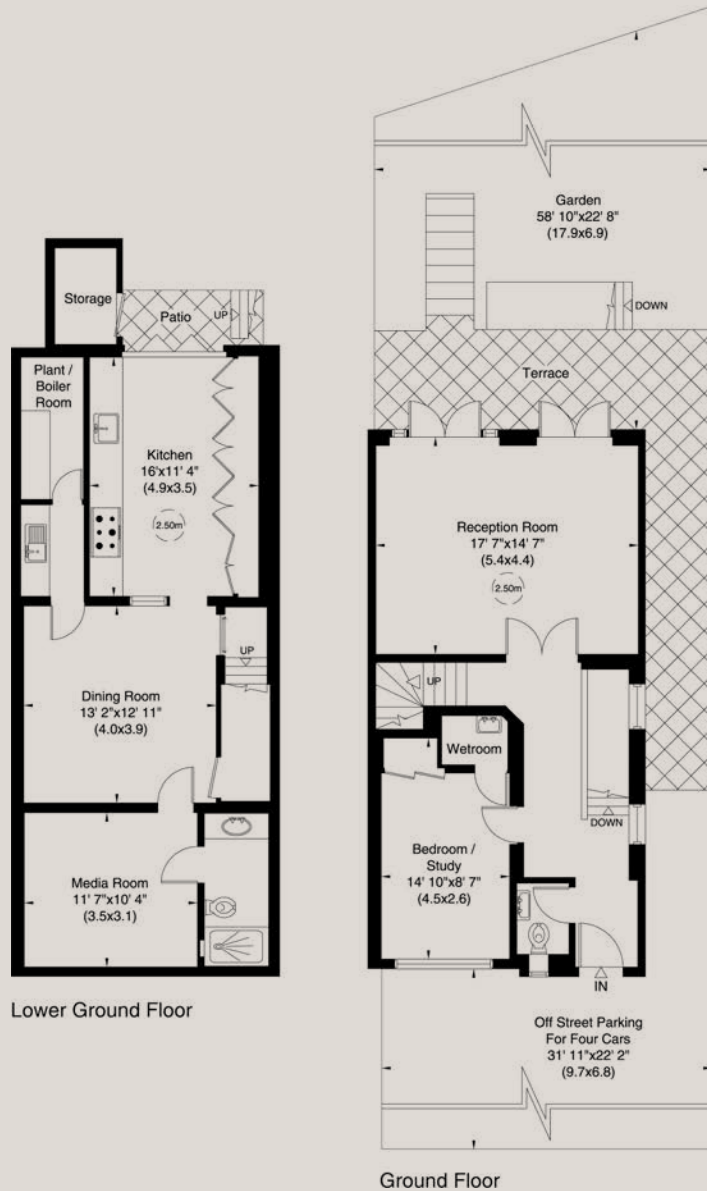 Storage
Patio
UP
Plant /
Boiler
Room
Kitchen
16'x11' 4"
(4.9x3.5)
2.50m
UP
Dining Room
13' 2"x12' 11"
(4.0x3.9)
Media Room
11' 7"x10' 4"
(3.5x3.1)
Lower Ground Floor
Garden
58' 10"x22' 8"
(17.9x6.9)
DOWN
Terrace
Reception Room
17' 7"x14' 7"
(5.4x4.4)
2.50m
UP
Wetroom
Bedroom /
Study
14' 10"x8' 7"
(4.5x2.6)
DOWN
IN
Off Street Parking
For Four Cars
31' 11"x22' 2"
(9.7x6.8)
Ground Floor